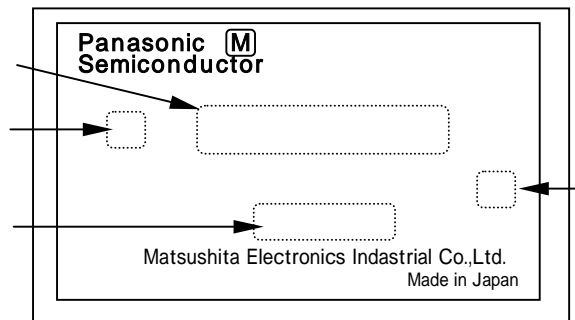 Panasonic M
Semiconductor
Matsushita Electronics Indastrial Co.,Ltd.
Made in Japan